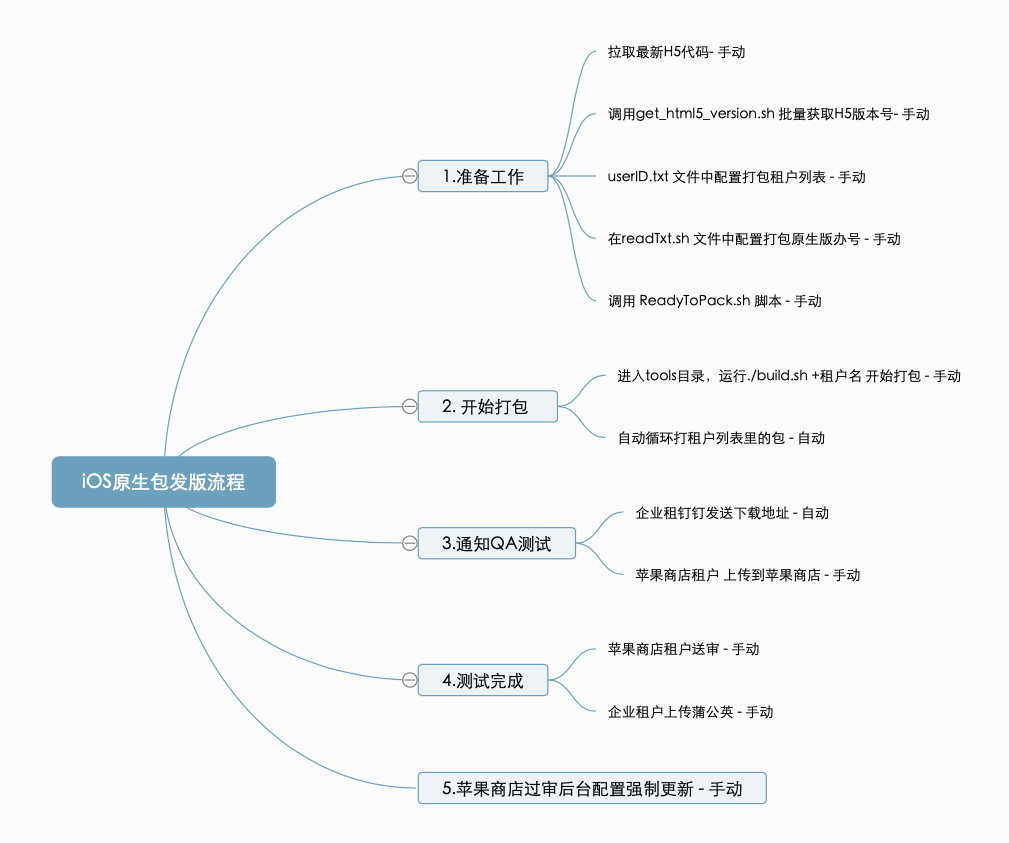 iOS原生包发版流程
1.准备工作
拉取最新H5代码- 手动
调用get_html5_version.sh 批量获取H5版本号- 手动
userID.txt 文件中配置打包租户列表 - 手动
在readTxt.sh 文件中配置打包原生版办号 - 手动
调用 ReadyToPack.sh 脚本 - 手动
2. 开始打包
进入tools目录，运行./build.sh +租户名 开始打包 - 手动
自动循环打租户列表里的包 - 自动
3.通知QA测试
企业租钉钉发送下载地址 - 自动
苹果商店租户 上传到苹果商店 - 手动
4.测试完成
苹果商店租户送审 - 手动
企业租户上传蒲公英 - 手动
5.苹果商店过审后台配置强制更新 - 手动